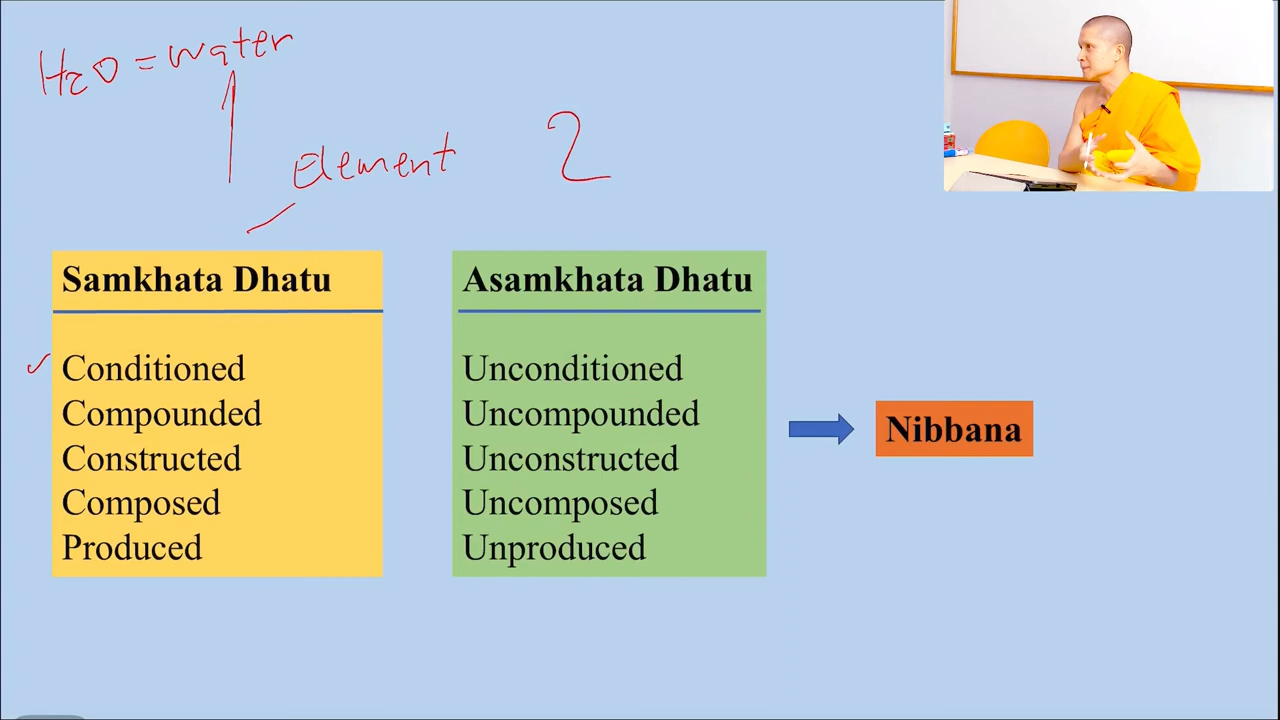 H2O = water
Element 2
Samkhata Dhatu
Conditioned
Compounded
Constructed
Composed
Produced
Asamkhata Dhatu
Unconditioned
Uncompounded
Unconstructed
Uncomposed
Unproduced
Nibbana